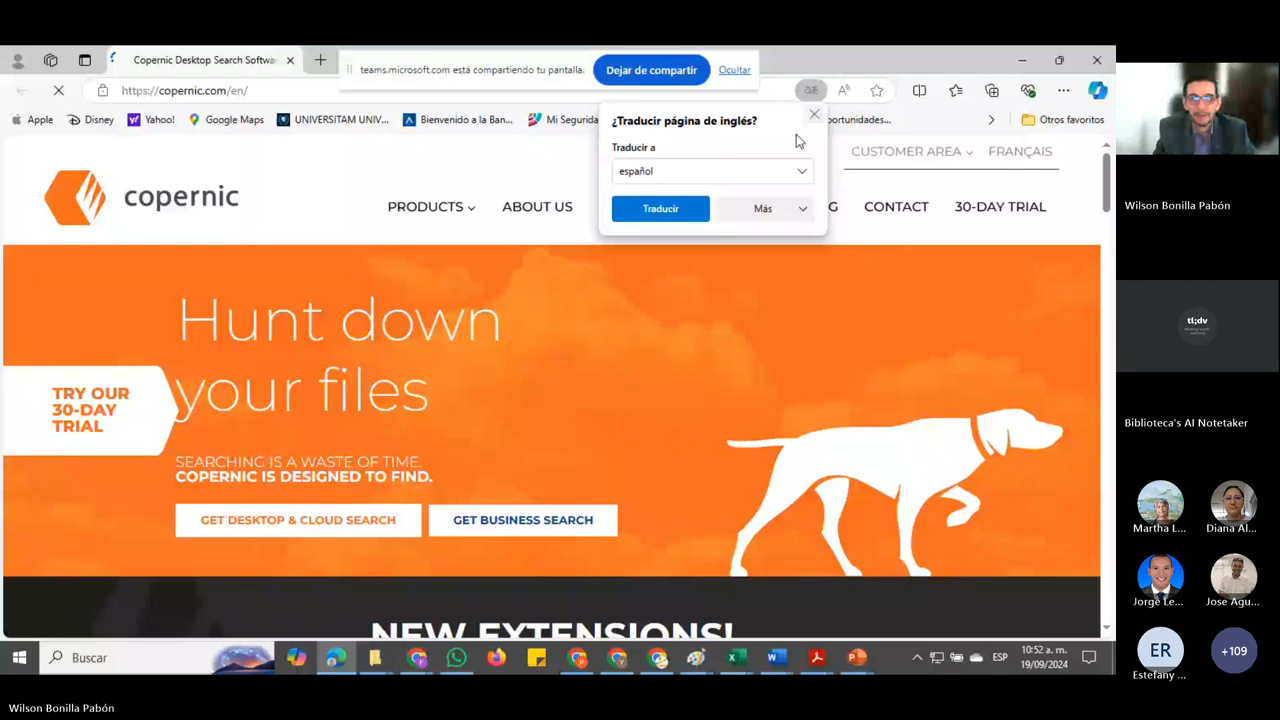 Copernic Desktop Search Softwa
teams.microsoft.com está compartiendo tu pantalla.
Dejar de compartir
Ocultar
https://copernic.com/en/
Apple
Disney
Yahoo!
Google Maps
UNIVERSITAM UNIV...
Bienvenido a la Ban...
Mi Segurida
portunidades...
Otros favoritos
¿Traducir página de inglés?
Traducir a
español
Traducir
Más
CUSTOMER AREA
FRANÇAIS
copernic
PRODUCTS
ABOUT US
G
CONTACT
30-DAY TRIAL
Hunt down
your files
TRY OUR
30-DAY
TRIAL
SEARCHING IS A WASTE OF TIME.
COPERNIC IS DESIGNED TO FIND.
GET DESKTOP & CLOUD SEARCH
GET BUSINESS SEARCH
NEW EXTENSIONS!
Buscar
ESP
10:52 a. m.
19/09/2024
Wilson Bonilla Pabón
tl;dv
Biblioteca's AI Notetaker
Martha L...
Diana Al...
Jorge Le...
Jose Agu...
ER
+109
Estefany ...
Wilson Bonilla Pabón